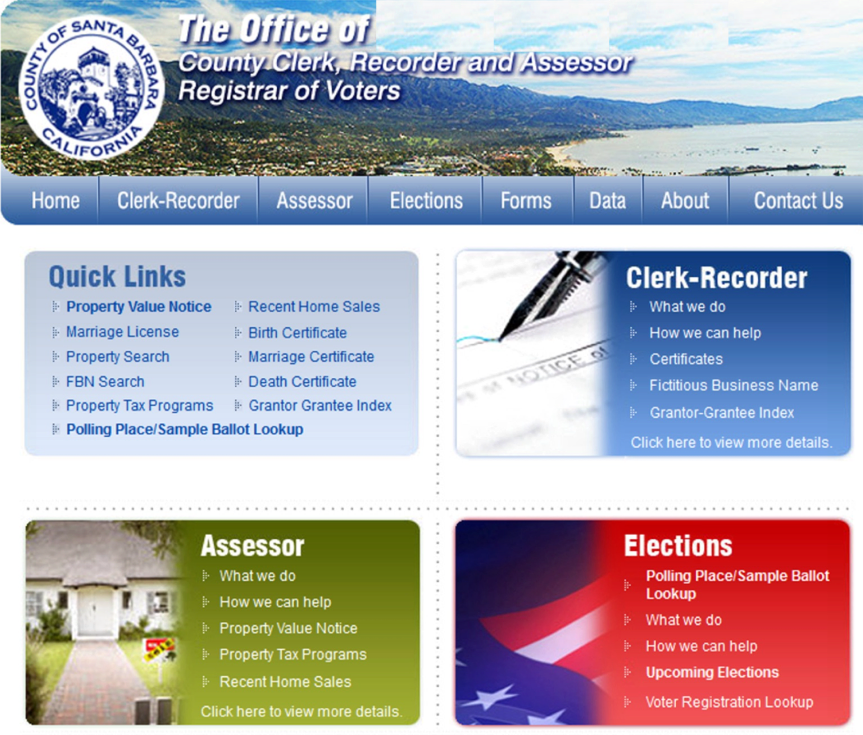 The Office of
County Clerk, Recorder and Assessor
Registrar of Voters
COUNTY OF SANTA BARBARA
CALIFORNIA
Home Clerk-Recorder Assessor Elections Forms Data About Contact Us
Quick Links
Property Value Notice Recent Home Sales
Marriage License Birth Certificate
Property Search Marriage Certificate
FBN Search Death Certificate
Property Tax Programs Grantor Grantee Index
Polling Place/Sample Ballot Lookup
NOTICE of
Clerk-Recorder
What we do
How we can help
Certificates
Fictitious Business Name
Grantor-Grantee Index
Click here to view more details.
Assessor
What we do
How we can help
Property Value Notice
Property Tax Programs
Recent Home Sales
Click here to view more details.
Elections
Polling Place/Sample Ballot
Lookup
What we do
How we can help
Upcoming Elections
Voter Registration Lookup